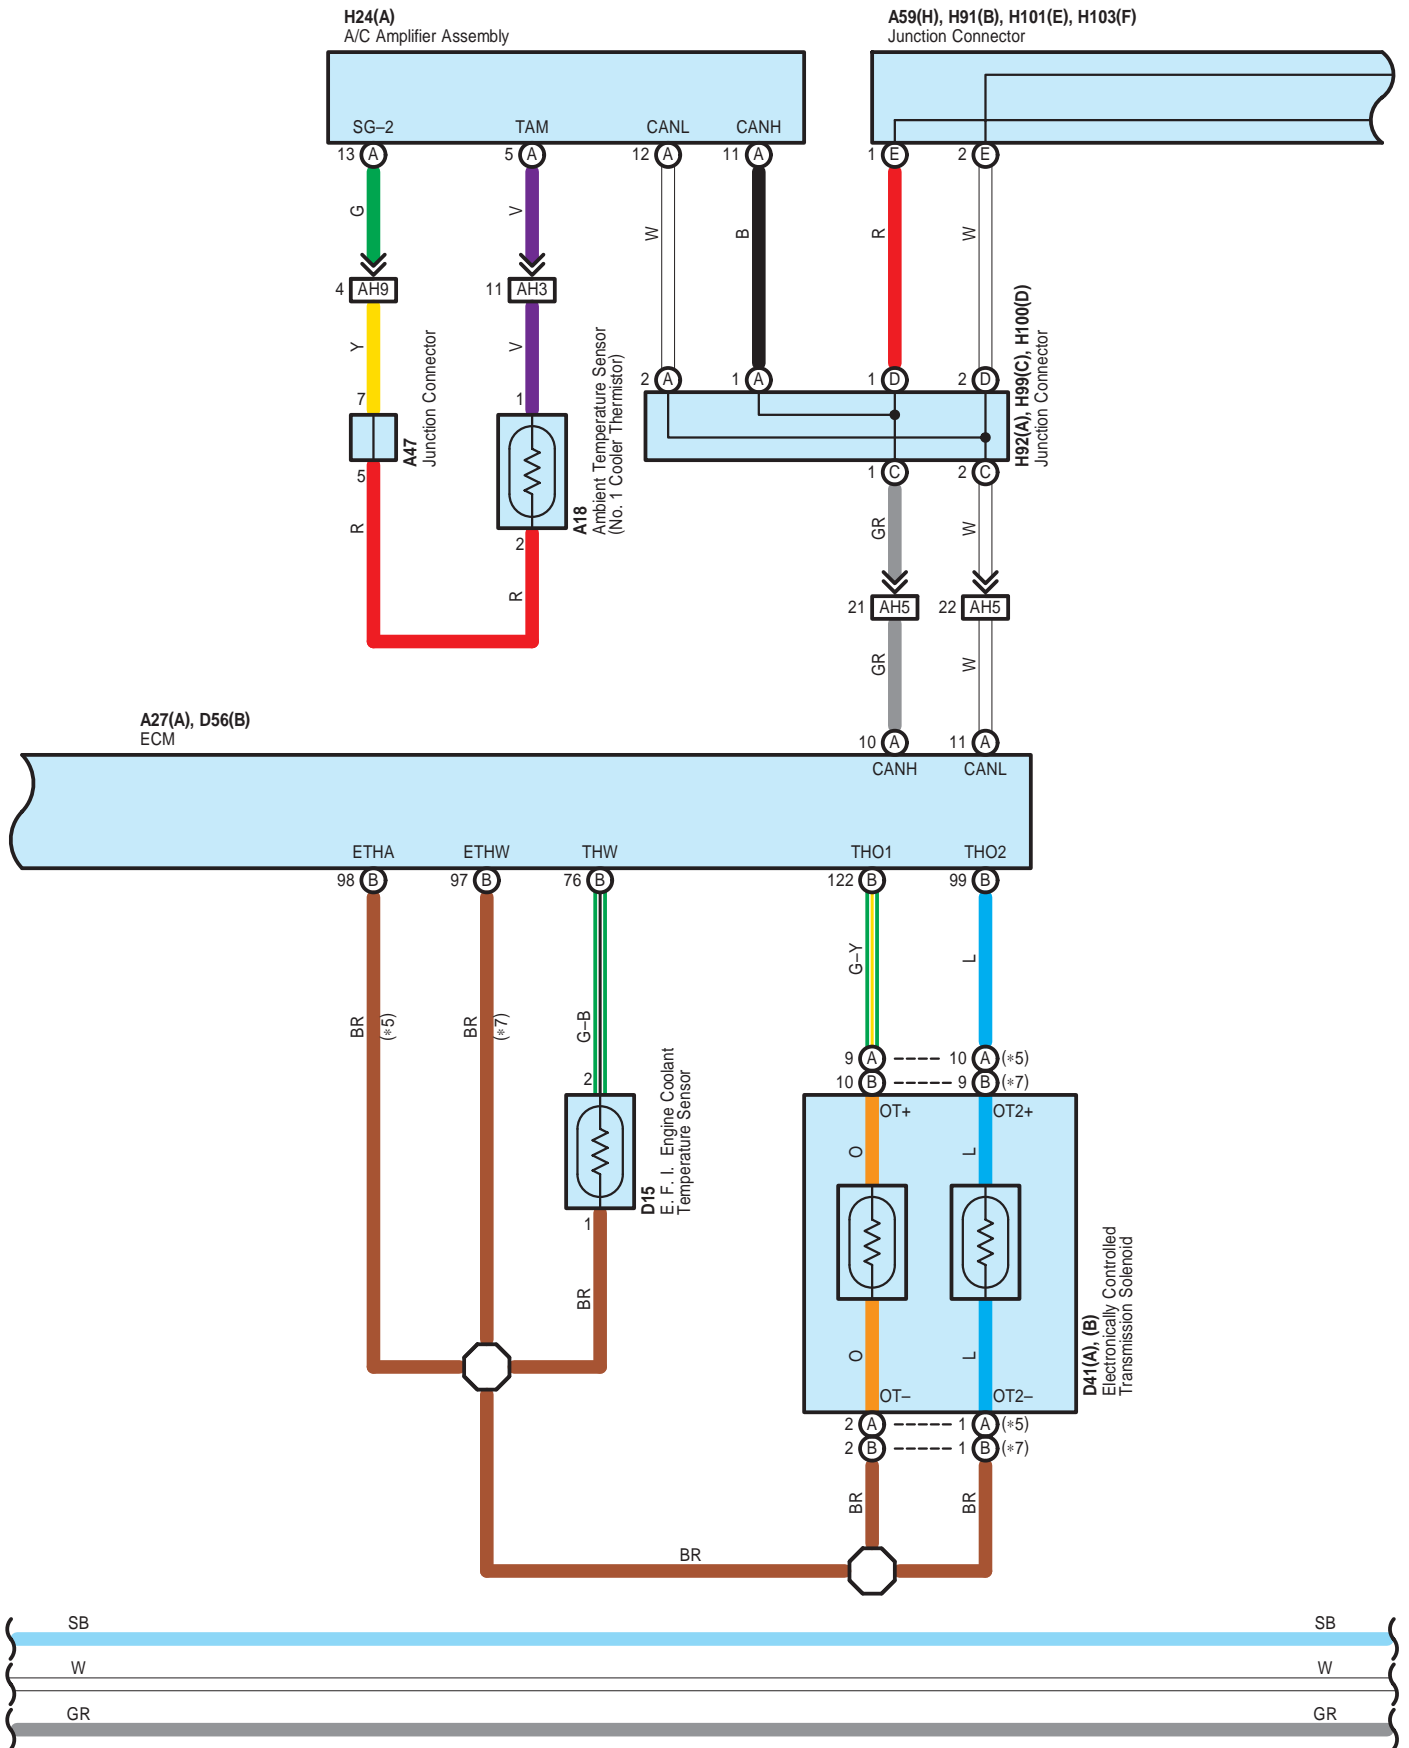 H24(A)
A/C Amplifier Assembly
A59(H), H91(B), H101(E), H103(F)
Junction Connector
SG–2
TAM
CANL
CANH
13 A
5 A
12 A
11 A
1 E
2 E
G
V
W
B
R
W
4 AH9
11 AH3
Y
V
7
1
A47
Junction Connector
5
A18
Ambient Temperature Sensor
(No. 1 Cooler Thermistor)
2
R
R
2 A
1 A
1 D
2 D
H92(A), H99(C), H100(D)
Junction Connector
1 C
2 C
GR
W
21 AH5
22 AH5
GR
W
A27(A), D56(B)
ECM
10 A
11 A
CANH
CANL
ETHA
ETHW
THW
THO1
THO2
98 B
97 B
76 B
122 B
99 B
BR
(*5)
BR
(*7)
G–B
G–Y
L
9 A
10 A (*5)
10 B
9 B (*7)
2
D15
E. F. I. Engine Coolant
Temperature Sensor
1
BR
OT+
OT2+
O
L
O
L
OT–
OT2–
D41(A), (B)
Electronically Controlled
Transmission Solenoid
2 A
1 A (*5)
2 B
1 B (*7)
BR
BR
BR
SB
SB
W
W
GR
GR